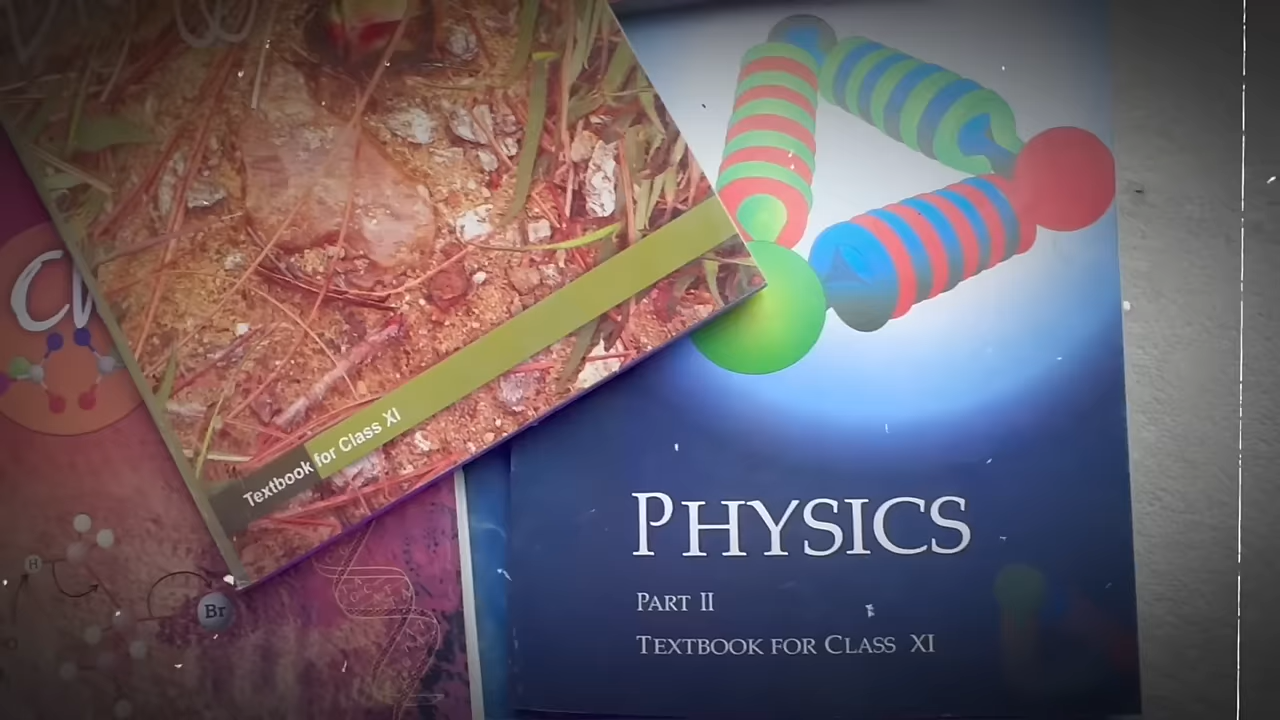 Textbook for Class XI
PHYSICS
PART II
TEXTBOOK FOR CLASS XI
H
Br